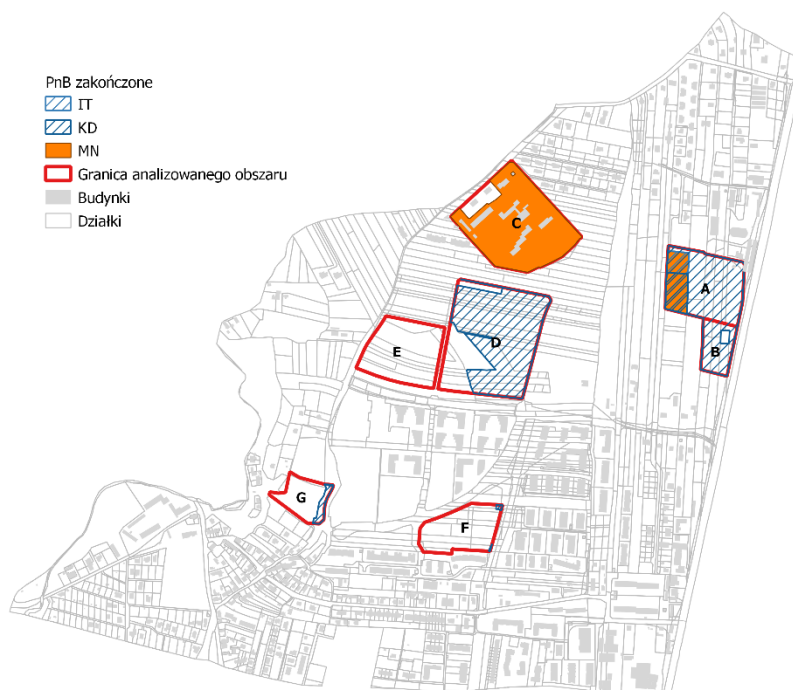 PnB zakończone
IT
KD
MN
Granica analizowanego obszaru
Budynki
Działki
C
A
B
D
E
G
F